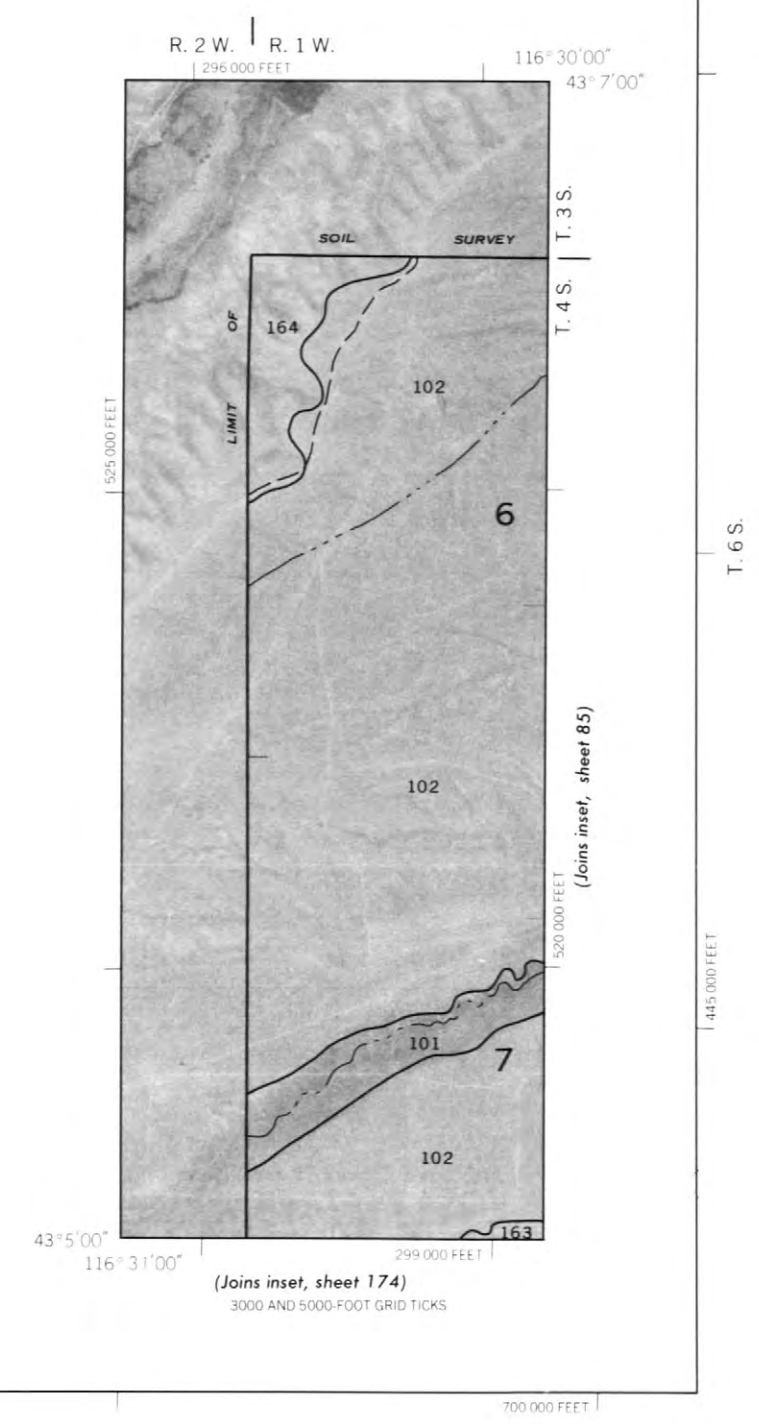 R. 2 W. R. 1 W.
296 000 FEET
116° 30' 00"
43° 7' 00"
T. 3 S.
SOIL SURVEY
T. 4 S.
LIMIT OF
164
102
525 000 FEET
6
T. 6 S.
102
(Joins inset, sheet 85)
520 000 FEET
445 000 FEET
101
7
102
163
43° 5' 00"
116° 31' 00"
299 000 FEET
(Joins inset, sheet 174)
3000 AND 5000-FOOT GRID TICKS
700 000 FEET